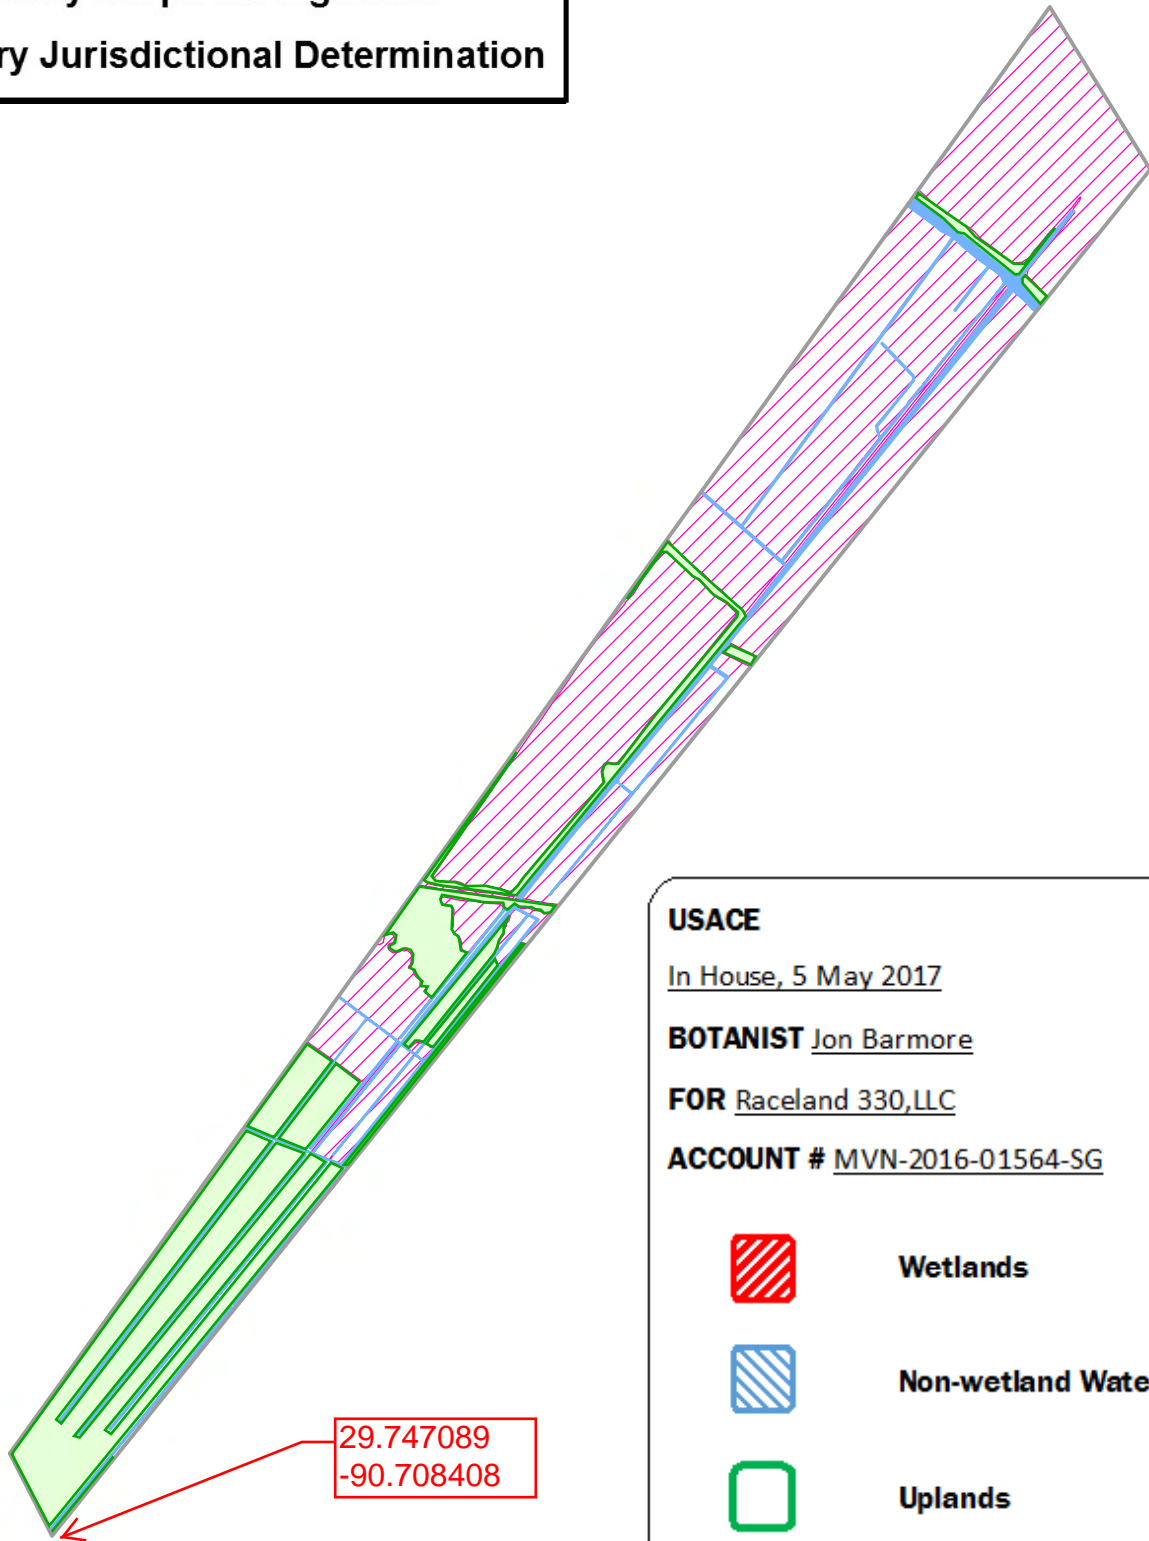 ry Jurisdictional Determination
USACE
In House, 5 May 2017
BOTANIST Jon Barmore
FOR Raceland 330,LLC
ACCOUNT # MVN-2016-01564-SG
Wetlands
Non-wetland Wate
Uplands
29.747089
-90.708408